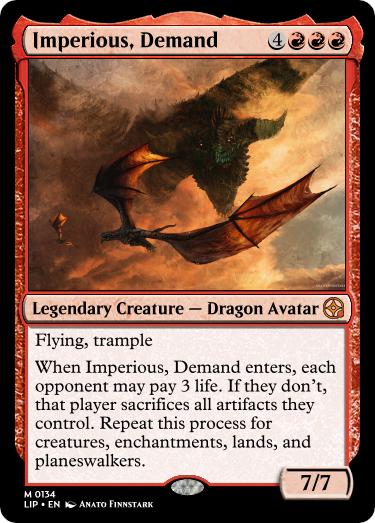 Imperious, Demand 4
Legendary Creature — Dragon Avatar
Flying, trample
When Imperious, Demand enters, each
opponent may pay 3 life. If they don't,
that player sacrifices all artifacts they
control. Repeat this process for
creatures, enchantments, lands, and
planeswalkers.
7/7
M 0134
LIP • EN Anato Finnstark